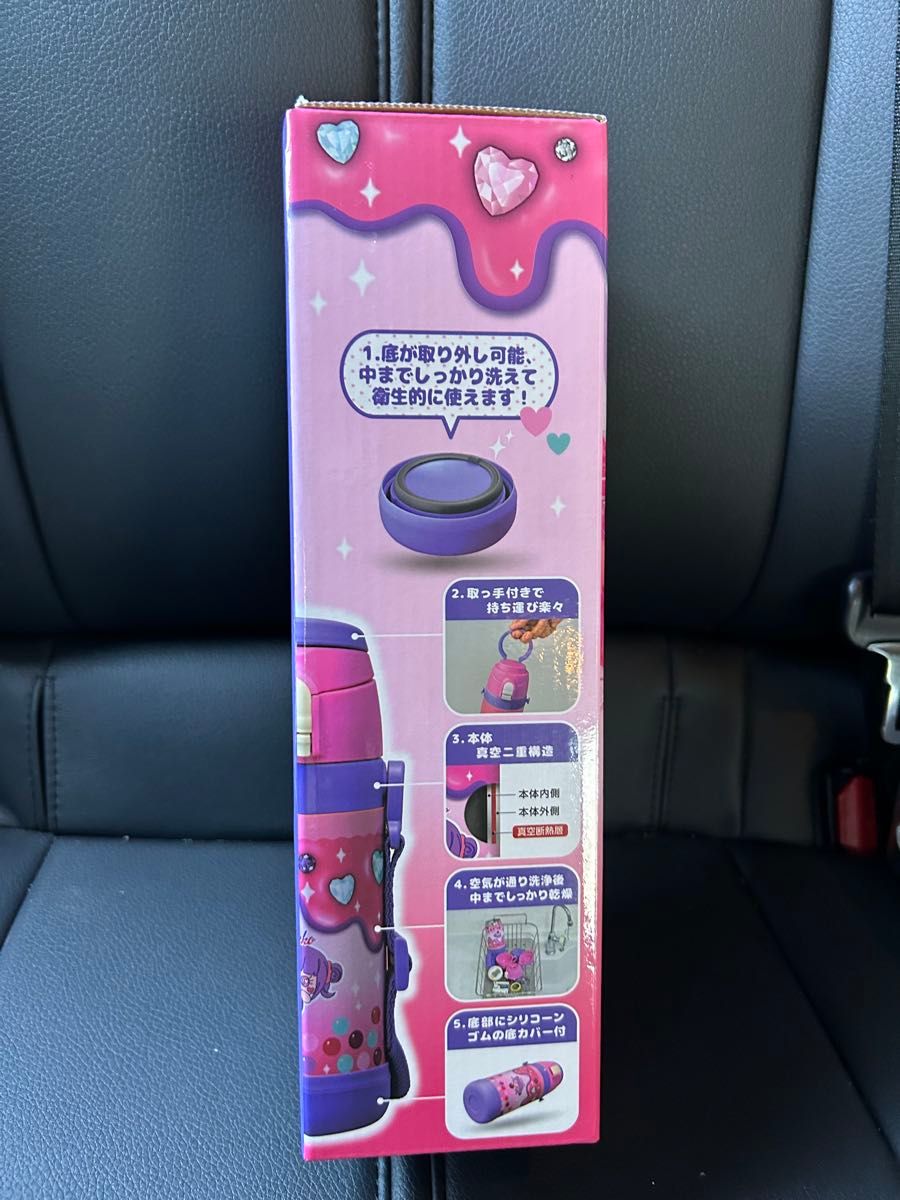 1.底が取り外し可能、
中までしっかり洗えて
衛生的に使えます！
2.取っ手付きで
持ち運び楽々
3.本体
真空二重構造
本体内側
本体外側
真空断熱層
4.空気が通り洗浄後
中までしっかり乾燥
5.底部にシリコーン
ゴムの底カバー付